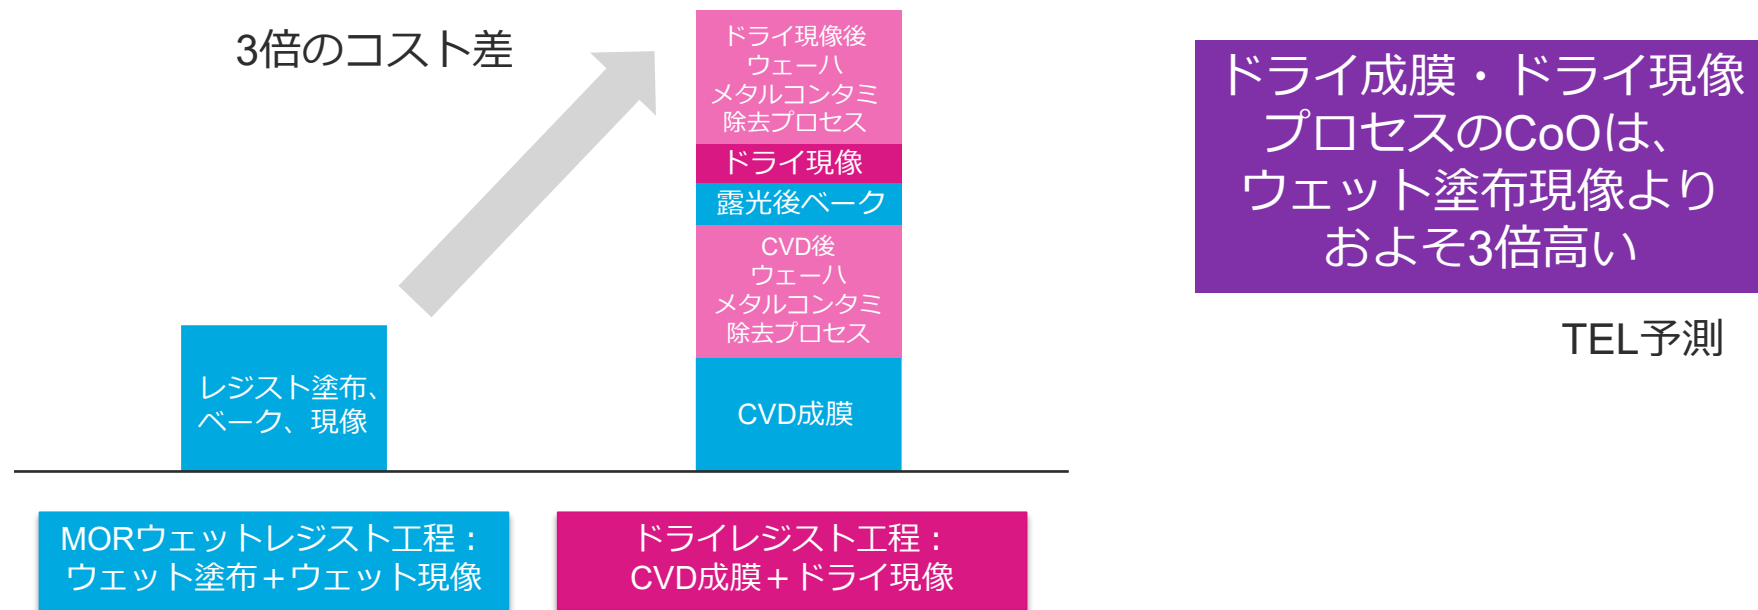 3倍のコスト差
ドライ現像後
ウェーハ
メタルコンタミ
除去プロセス
ドライ現像
露光後ベーク
CVD後
ウェーハ
メタルコンタミ
除去プロセス
CVD成膜
レジスト塗布、
ベーク、現像
MORウェットレジスト工程：
ウェット塗布＋ウェット現像
ドライレジスト工程：
CVD成膜＋ドライ現像
ドライ成膜・ドライ現像
プロセスのCoOは、
ウェット塗布現像より
およそ3倍高い
TEL予測